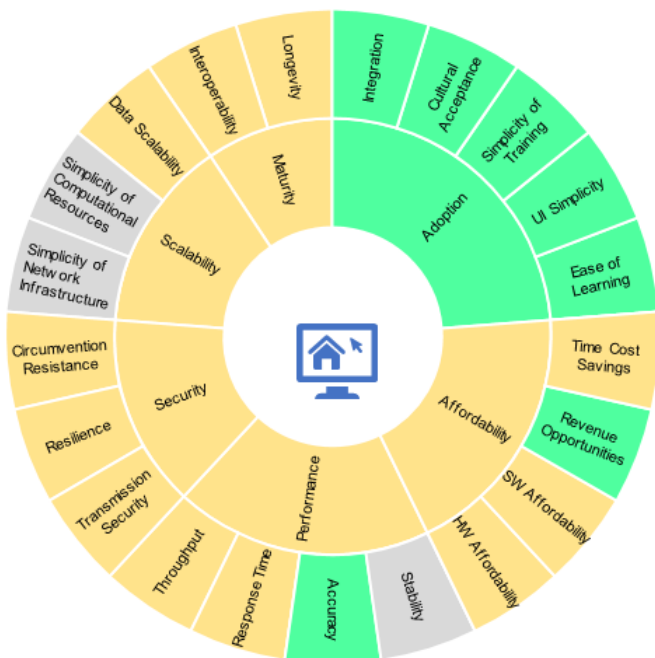 Integration
Cultural
Acceptance
Simplicity of
Training
UI Simplicity
Ease of
Learning
Time Cost
Savings
Revenue
Opportunities
SW Affordability
HW Affordability
Stability
Accuracy
Response Time
Throughput
Transmission
Security
Resilience
Circumvention
Resistance
Simplicity of
Network
Infrastructure
Simplicity of
Computational
Resources
Data Scalability
Interoperability
Longevity
Adoption
Affordability
Performance
Security
Scalability
Maturity